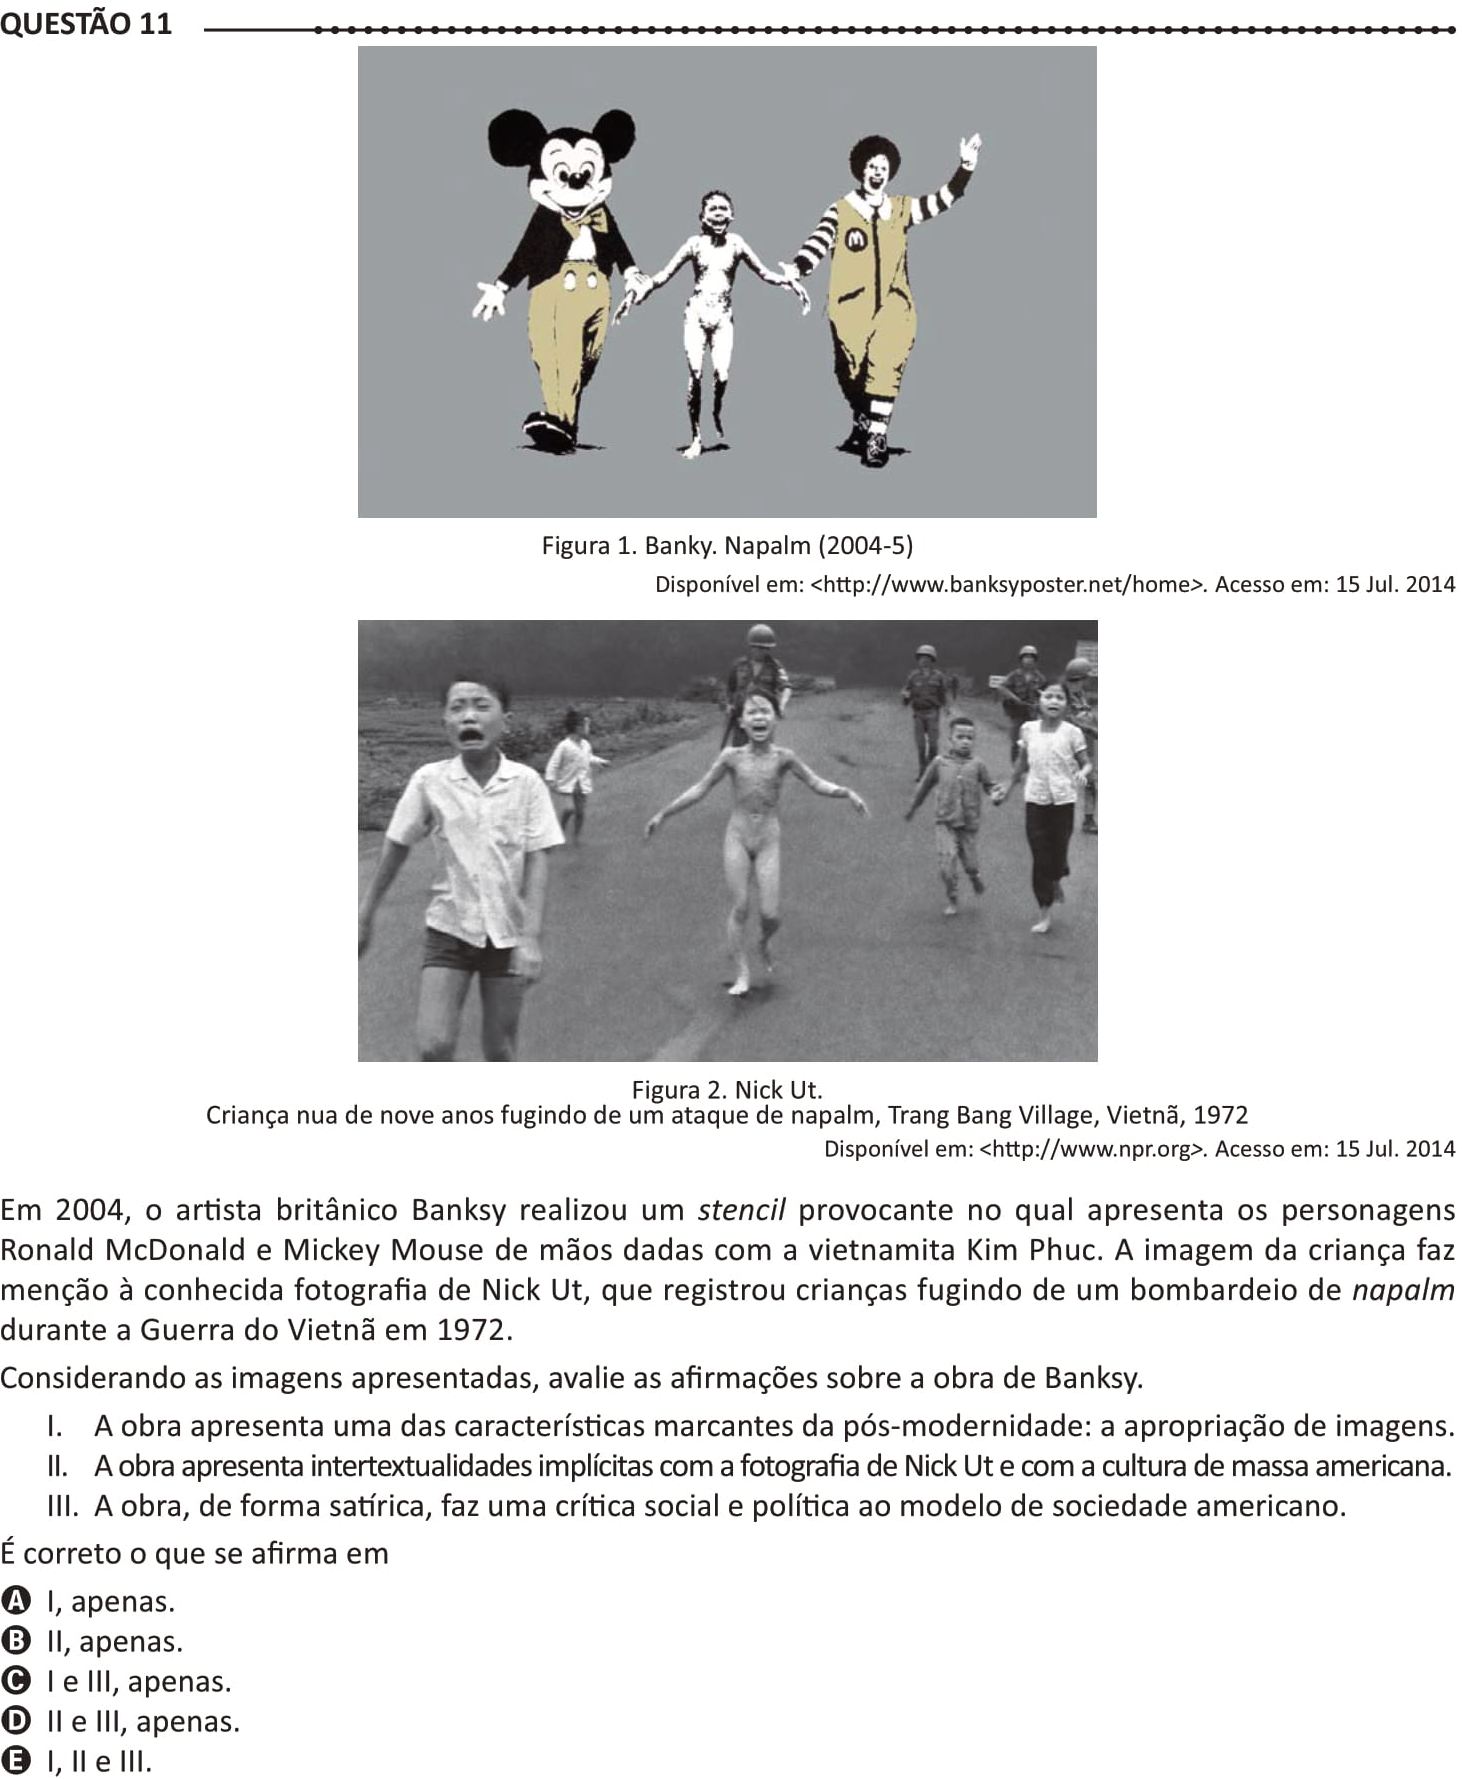 QUESTÃO 11
M
Figura 1. Banky. Napalm (2004-5)
Disponível em: <http://www.banksyposter.net/home>. Acesso em: 15 Jul. 2014
Figura 2. Nick Ut.
Criança nua de nove anos fugindo de um ataque de napalm, Trang Bang Village, Vietnã, 1972
Disponível em: <http://www.npr.org>. Acesso em: 15 Jul. 2014
Em 2004, o artista britânico Banksy realizou um stencil provocante no qual apresenta os personagens
Ronald McDonald e Mickey Mouse de mãos dadas com a vietnamita Kim Phuc. A imagem da criança faz
menção à conhecida fotografia de Nick Ut, que registrou crianças fugindo de um bombardeio de napalm
durante a Guerra do Vietnã em 1972.
Considerando as imagens apresentadas, avalie as afirmações sobre a obra de Banksy.
I. A obra apresenta uma das características marcantes da pós-modernidade: a apropriação de imagens.
II. A obra apresenta intertextualidades implícitas com a fotografia de Nick Ut e com a cultura de massa americana.
III. A obra, de forma satírica, faz uma crítica social e política ao modelo de sociedade americano.
É correto o que se afirma em
A I, apenas.
B II, apenas.
C I e III, apenas.
D II e III, apenas.
E I, II e III.